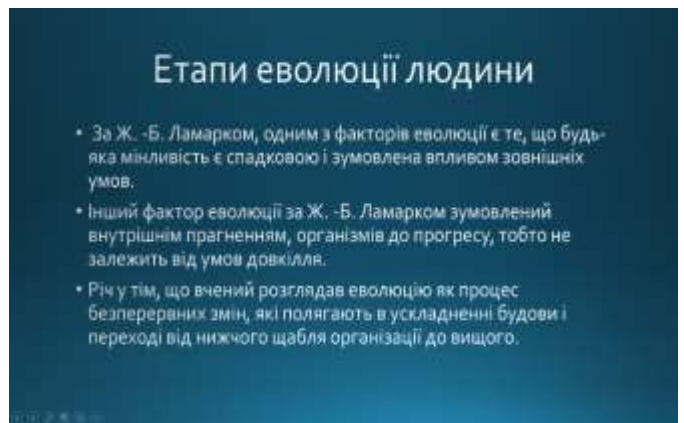 Етапи еволюції людини
• За Ж. -Б. Ламарком, одним з факторів еволюції є те, що будь-
яка мінливість є спадковою і зумовлена впливом зовнішніх
умов.
• Інший фактор еволюції за Ж. -Б. Ламарком зумовлений
внутрішнім прагненням, організмів до прогресу, тобто не
залежить від умов довкілля.
• Річ у тім, що вчений розглядав еволюцію як процес
безперервних змін, які полягають в ускладненні будови і
переході від нижчого щабля організації до вищого.